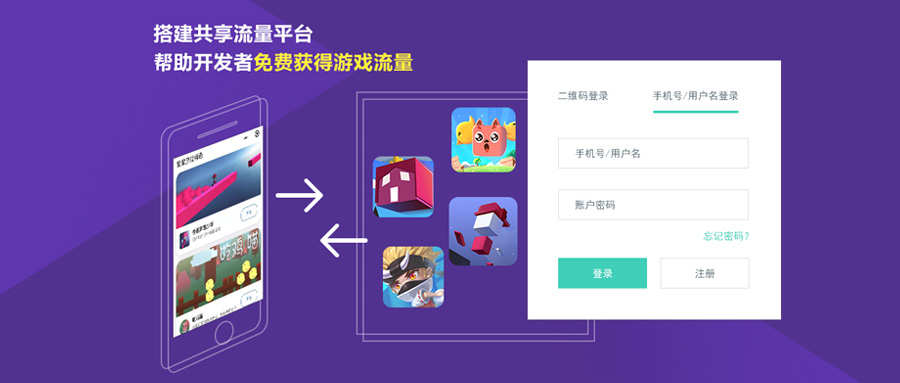 搭建共享流量平台
帮助开发者免费获得游戏流量
二维码登录
手机号/用户名登录
手机号/用户名
账户密码
忘记密码?
登录
注册